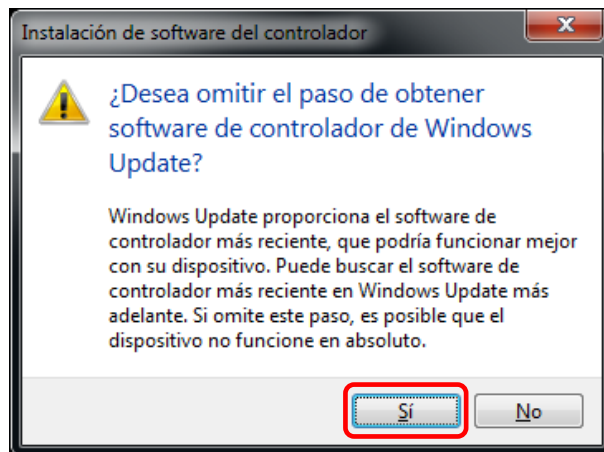 Instalación de software del controlador
¿Desea omitir el paso de obtener
software de controlador de Windows
Update?
Windows Update proporciona el software de
controlador más reciente, que podría funcionar mejor
con su dispositivo. Puede buscar el software de
controlador más reciente en Windows Update más
adelante. Si omite este paso, es posible que el
dispositivo no funcione en absoluto.
Sí No